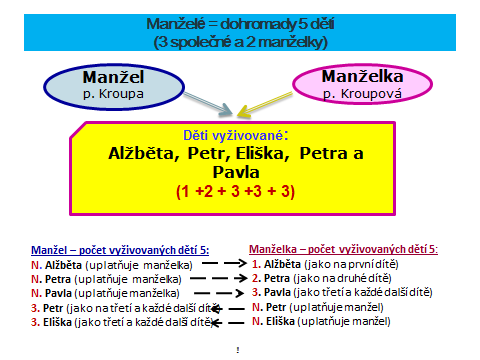 Manželé = dohromady 5 dětí
(3 společné a 2 manželky)
Manžel
p. Kroupa
Manželka
p. Kroupová
Děti vyživované:
Alžběta, Petr, Eliška, Petra a
Pavla
(1 +2 + 3 +3 + 3)
Manžel – počet vyživovaných dětí 5:
N. Alžběta (uplatňuje manželka)
N. Petra (uplatňuje manželka)
N. Pavla (uplatňuje manželka)
3. Petr (jako na třetí a každé další dítě)
3. Eliška (jako třetí a každé další dítě)
Manželka – počet vyživovaných dětí 5:
1. Alžběta (jako na první dítě)
2. Petra (jako na druhé dítě)
3. Pavla (jako třetí a každé další dítě)
N. Petr (uplatňuje manžel)
N. Eliška (uplatňuje manžel)
!